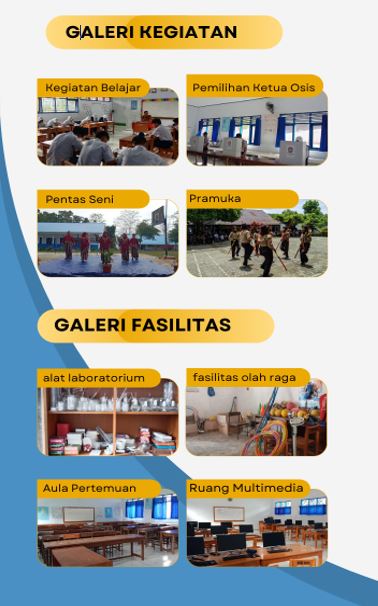 GALERI KEGIATAN
Kegiatan Belajar
Pemilihan Ketua Osis
Pentas Seni
Pramuka
GALERI FASILITAS
alat laboratorium
fasilitas olah raga
Aula Pertemuan
Ruang Multimedia